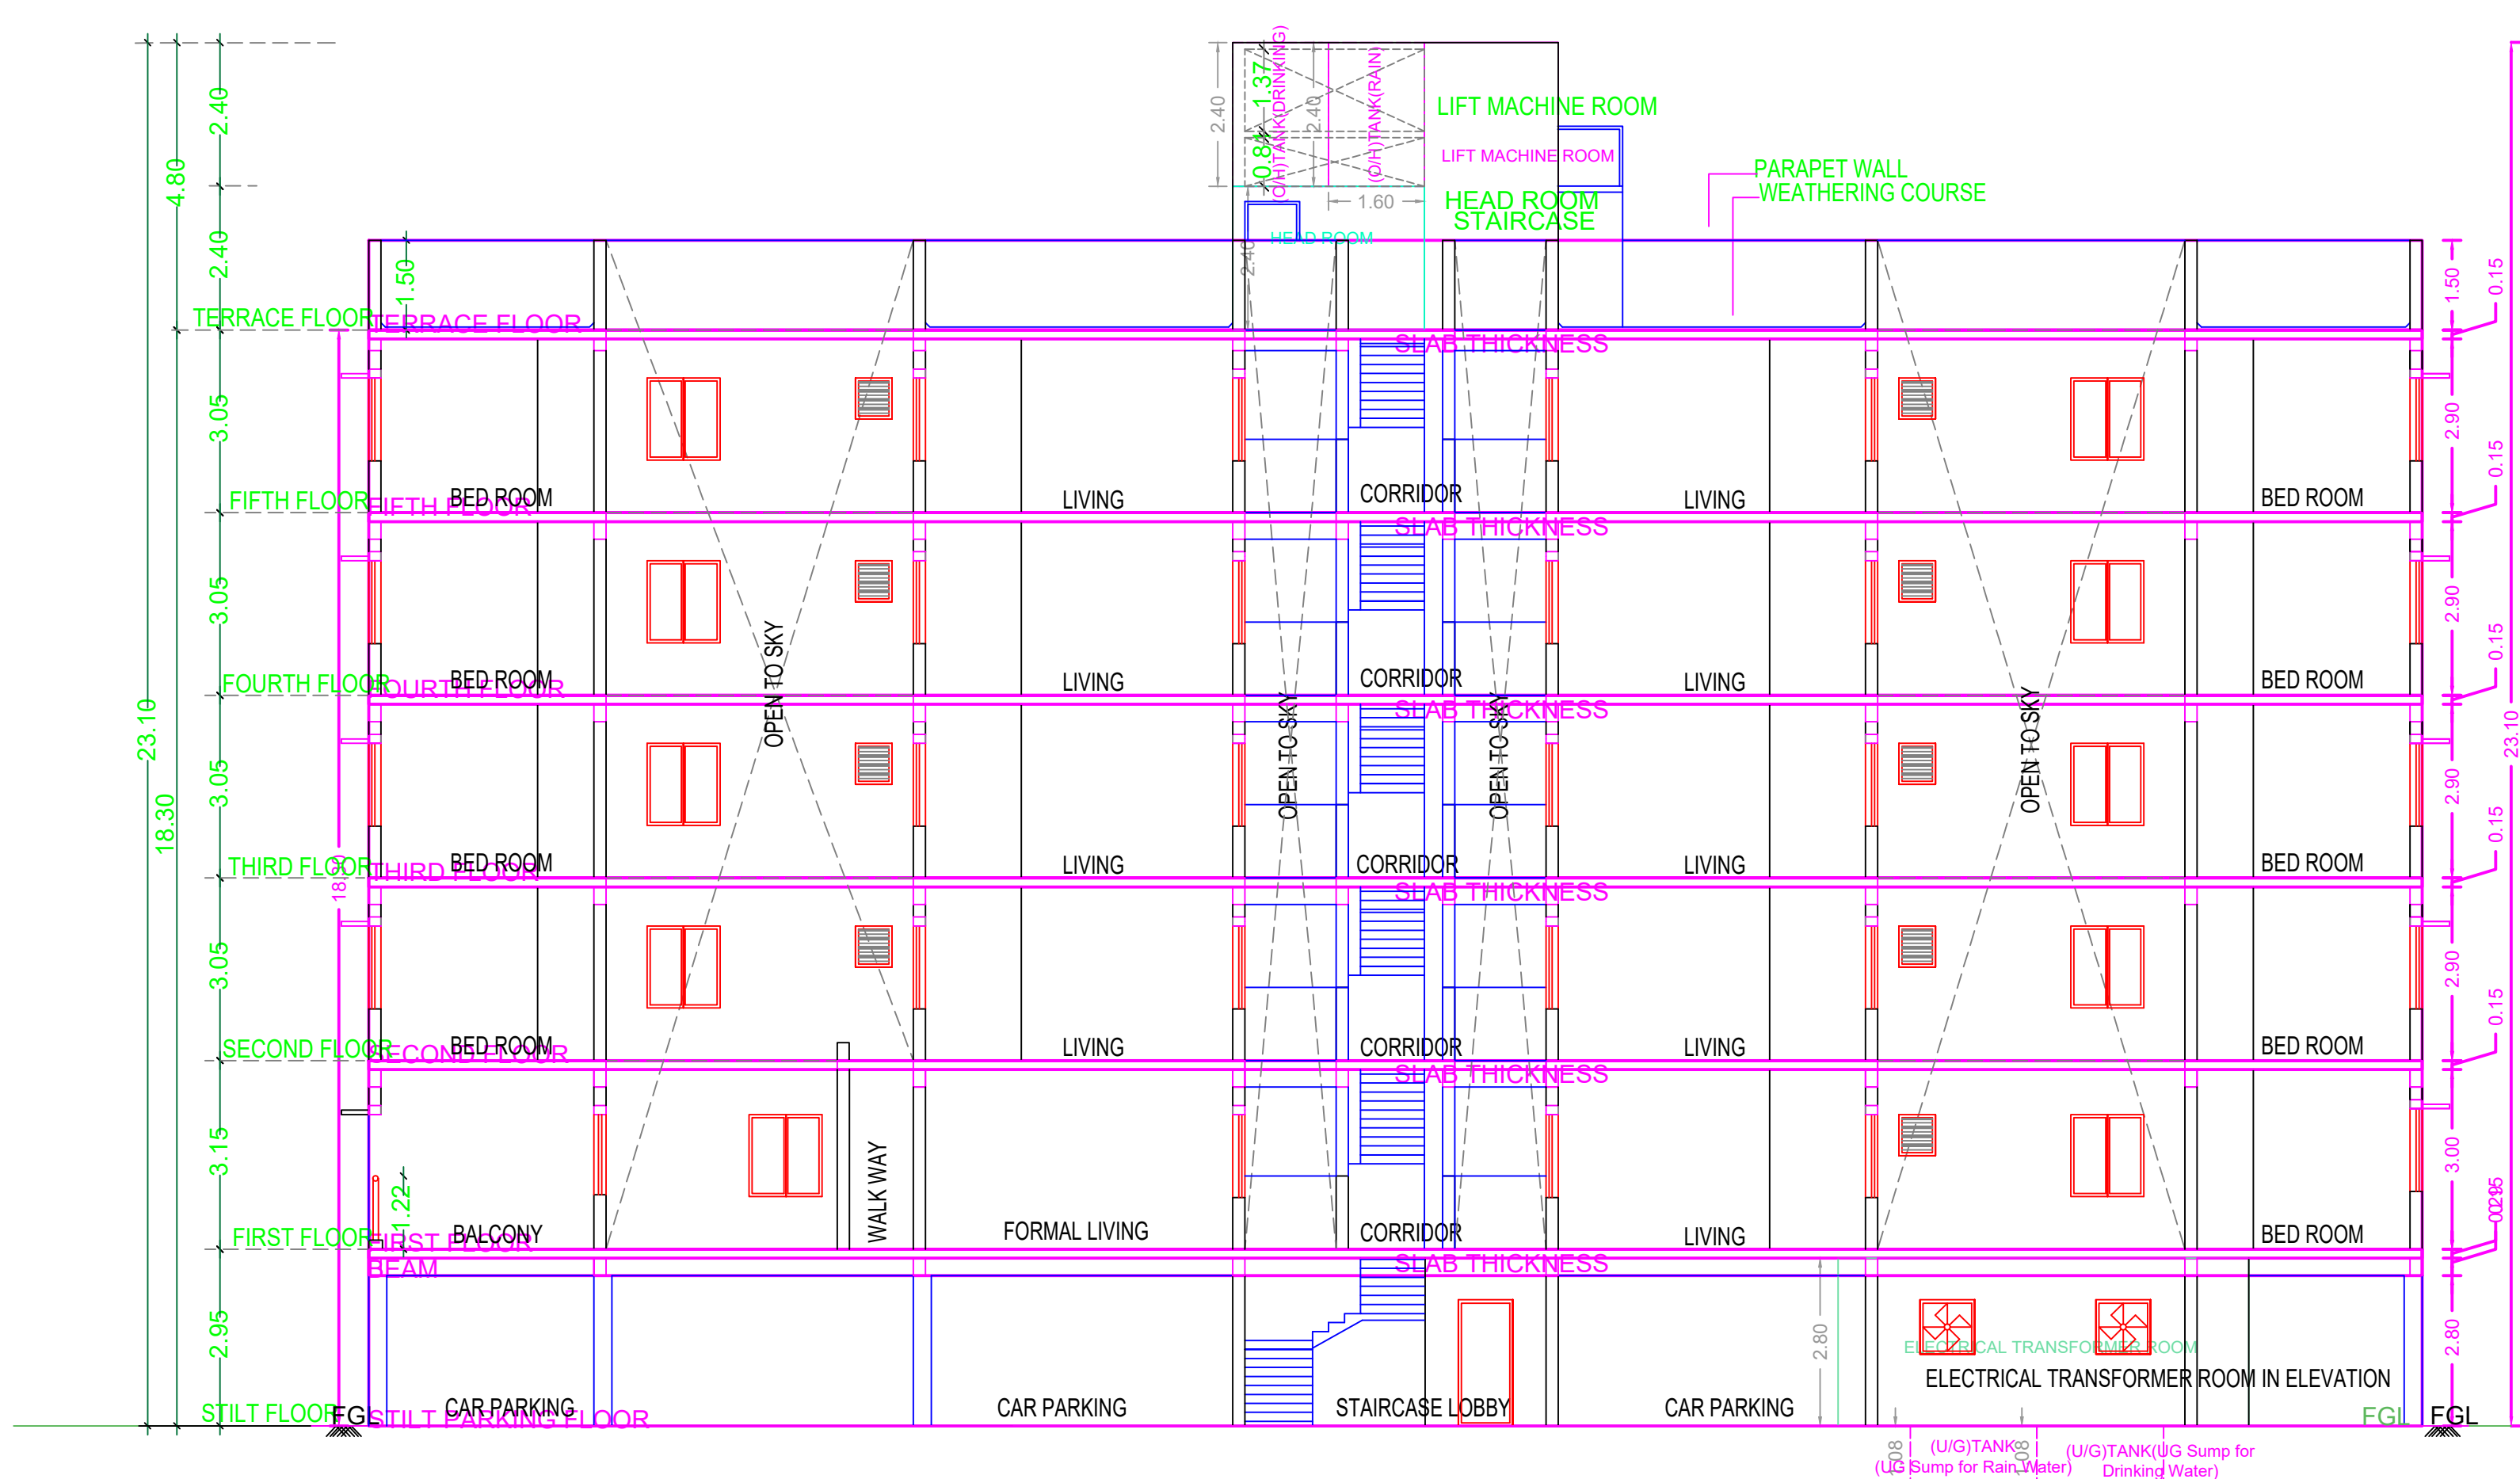 2.40
4.80
2.40
2.40
0.84 1.37
(O/H)TANK(DRINKING)
2.40
(O/H)TANK(RAIN)
LIFT MACHINE ROOM
LIFT MACHINE ROOM
1.60
HEAD ROOM
STAIRCASE
HEAD ROOM
2.40
PARAPET WALL
WEATHERING COURSE
1.50
1.50
0.15
TERRACE FLOOR
TERRACE FLOOR
SLAB THICKNESS
3.05
2.90
0.15
FIFTH FLOOR
FIFTH FLOOR
BED ROOM
LIVING
CORRIDOR
LIVING
BED ROOM
SLAB THICKNESS
3.05
2.90
0.15
OPEN TO SKY
OPEN TO SKY
OPEN TO SKY
OPEN TO SKY
FOURTH FLOOR
FOURTH FLOOR
BED ROOM
LIVING
CORRIDOR
LIVING
BED ROOM
SLAB THICKNESS
23.10
18.30
18.30
3.05
2.90
0.15
23.10
THIRD FLOOR
THIRD FLOOR
BED ROOM
LIVING
CORRIDOR
LIVING
BED ROOM
SLAB THICKNESS
3.05
2.90
0.15
SECOND FLOOR
SECOND FLOOR
BED ROOM
LIVING
CORRIDOR
LIVING
BED ROOM
SLAB THICKNESS
3.15
1.22
WALK WAY
3.00
FIRST FLOOR
FIRST FLOOR
BALCONY
FORMAL LIVING
CORRIDOR
LIVING
BED ROOM
BEAM
SLAB THICKNESS
2.95
2.80
2.80
ELECTRICAL TRANSFORMER ROOM
ELECTRICAL TRANSFORMER ROOM IN ELEVATION
STILT FLOOR
FGL
STILT PARKING FLOOR
CAR PARKING
CAR PARKING
STAIRCASE LOBBY
CAR PARKING
FGL
FGL
(U/G)TANK
(UG Sump for Rain Water)
(U/G)TANK(UG Sump for
Drinking Water)